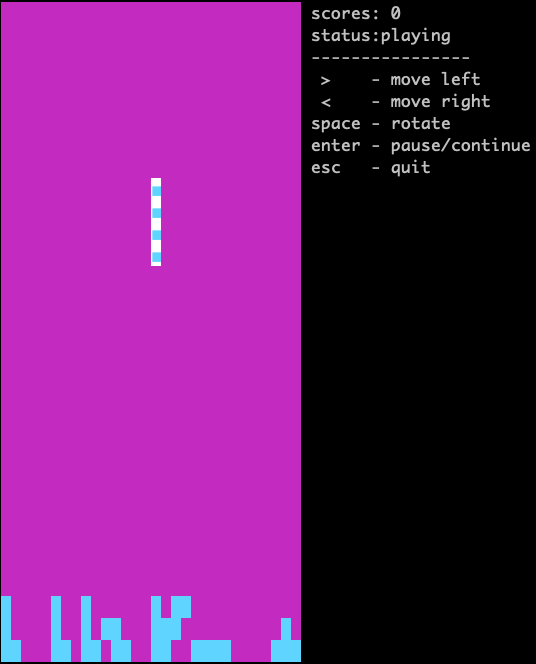 scores: 0
status:playing
----------------
 >    - move left
 <    - move right
space - rotate
enter - pause/continue
esc   - quit